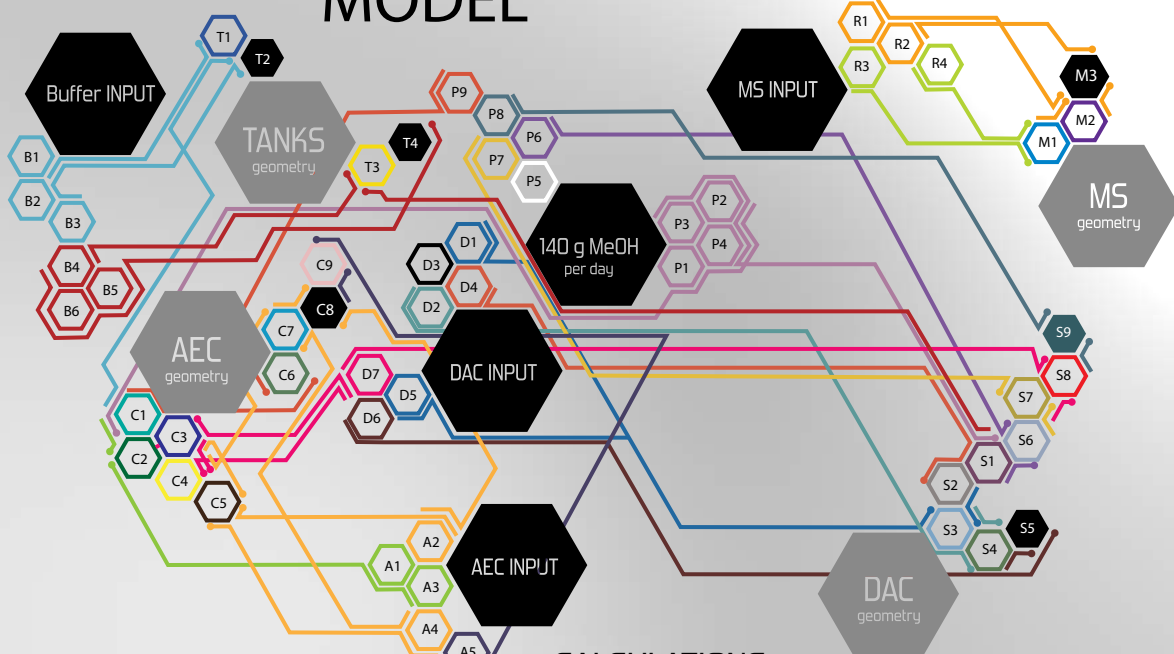 MODEL
T1
T2
Buffer INPUT
B1
B2
B3
B4
B5
B6
TANKS
geometry
T3
T4
P9
P8
P6
P7
P5
MS INPUT
R1
R2
R3
R4
M3
M2
M1
MS
geometry
140 g MeOH
per day
P2
P3
P4
P1
D1
D3
D4
D2
C9
C8
C7
C6
AEC
geometry
DAC INPUT
D7
D5
D6
C1
C3
C2
C4
C5
S9
S8
S7
S6
S1
S2
S3
S4
S5
DAC
geometry
A2
A1
A3
A4
A5
AEC INPUT
CALCULATIONS